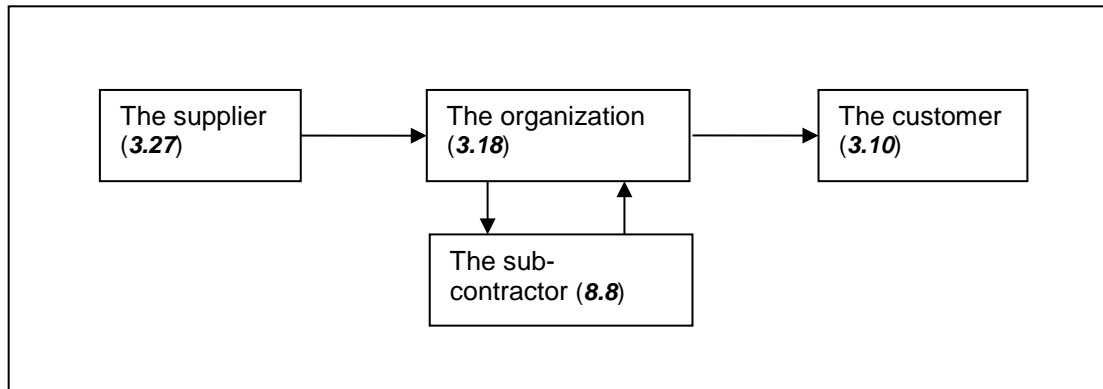 The supplier
(3.27)
The organization
(3.18)
The customer
(3.10)
The sub-
contractor (8.8)